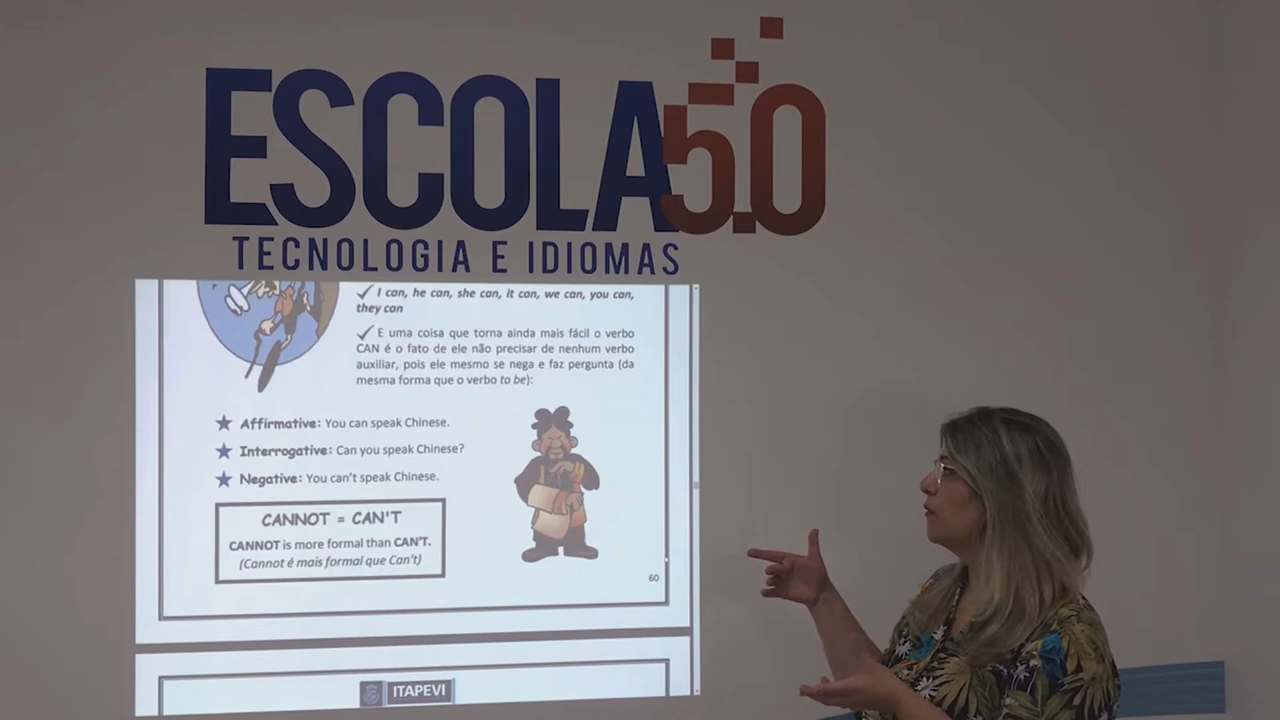 ESCOLA 5.0
TECNOLOGIA E IDIOMAS
I can, he can, she can, it can, we can, you can,
they can
E uma coisa que torna ainda mais fácil o verbo
CAN é o fato de ele não precisar de nenhum verbo
auxiliar, pois ele mesmo se nega e faz pergunta (da
mesma forma que o verbo to be):
Affirmative: You can speak Chinese.
Interrogative: Can you speak Chinese?
Negative: You can't speak Chinese.
CANNOT = CAN'T
CANNOT is more formal than CAN'T.
(Cannot é mais formal que Can't)
60
ITAPEVI